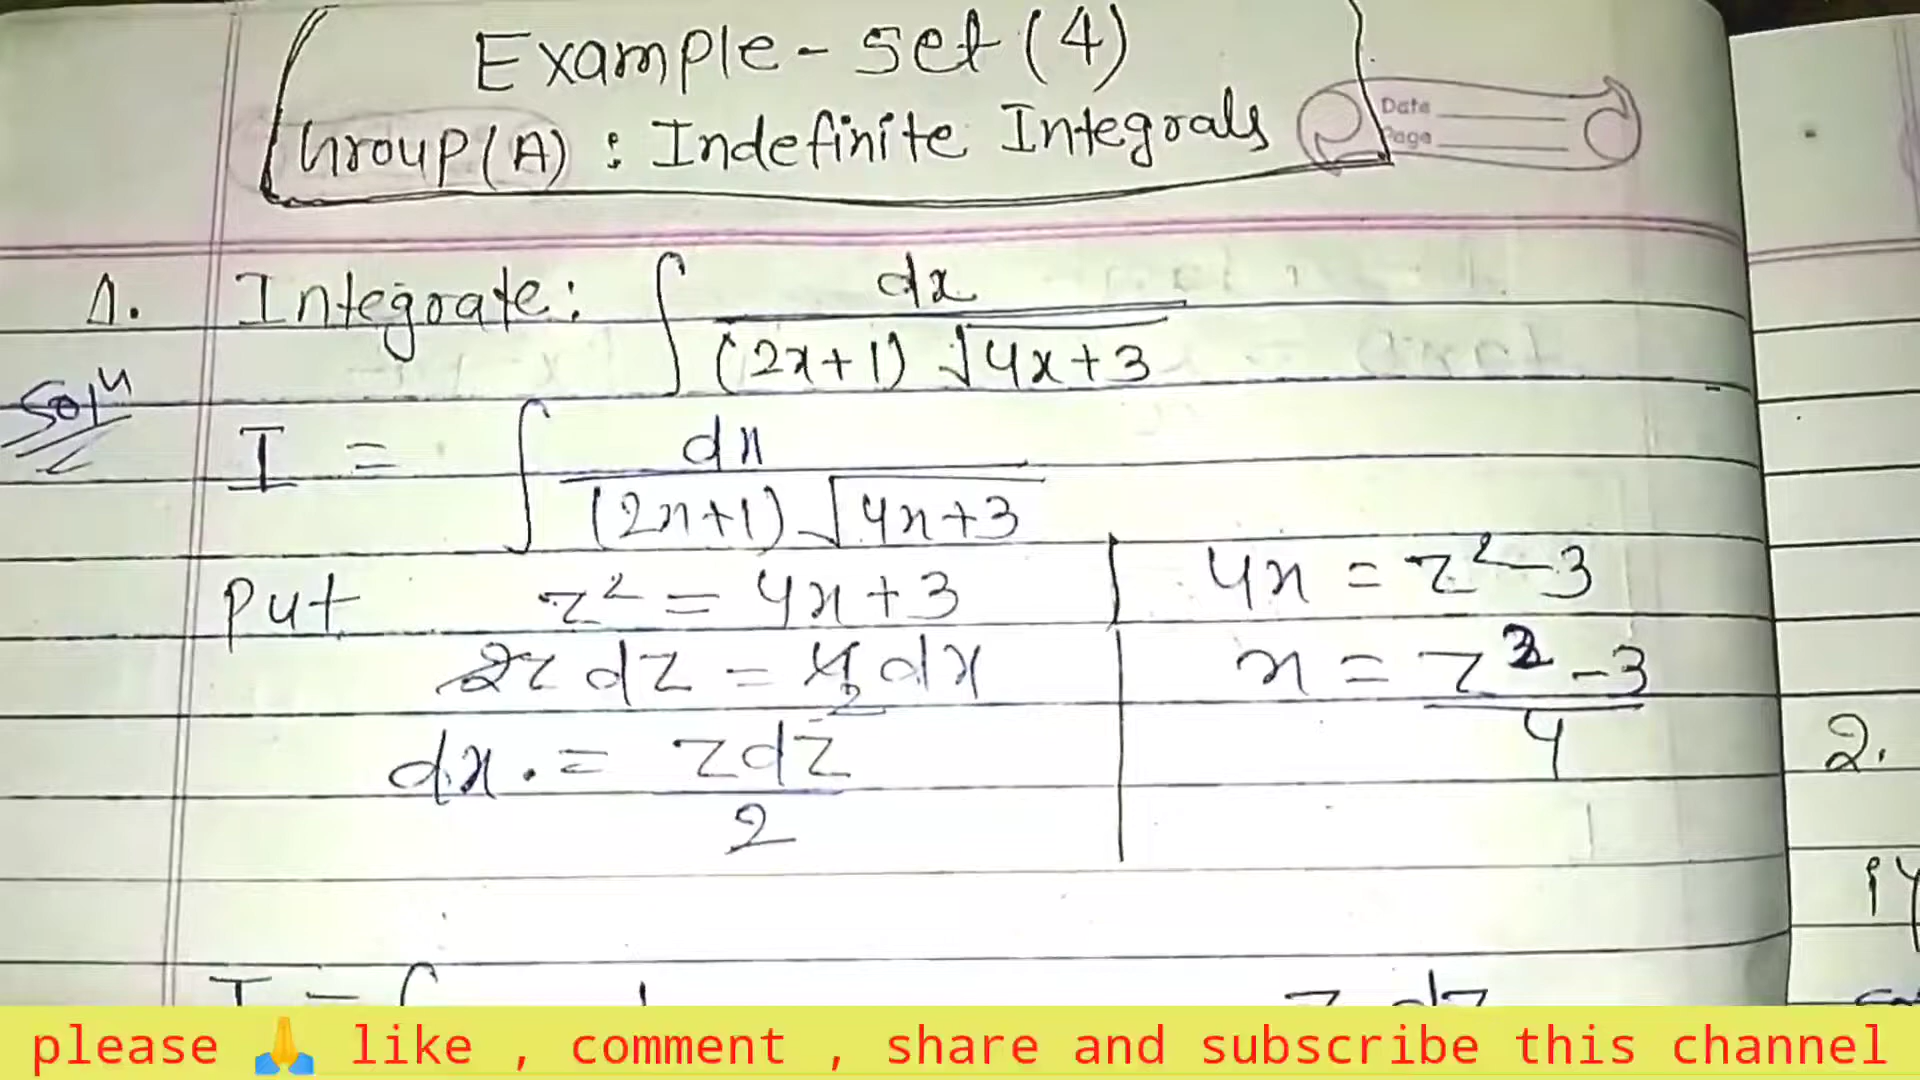 Example - set (4)
Group (A) : Indefinite Integrals
Date
Page
1. Integrate: ∫ dx / (2x+1) √4x+3
Solⁿ
I = ∫ dx / (2x+1) √4x+3
put z² = 4x+3
4x = z²-3
2z dz = 4 2 dx
x = z² - 3 / 4
dx . = zdz / 2
2.
please 🙏 like , comment , share and subscribe this channel